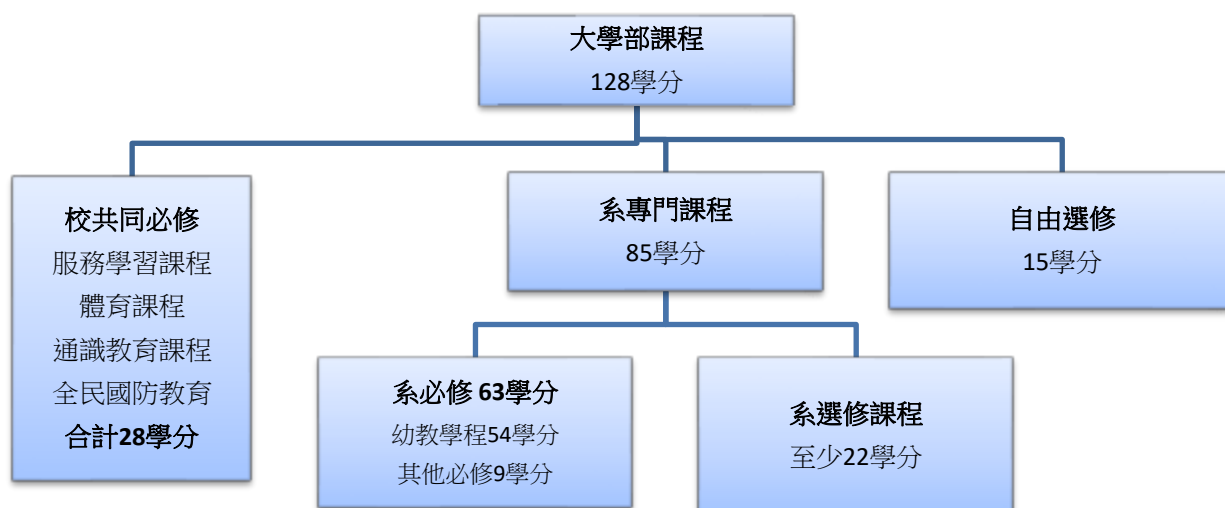 大學部課程
128學分
校共同必修
服務學習課程
體育課程
通識教育課程
全民國防教育
合計28學分
系專門課程
85學分
自由選修
15學分
系必修 63學分
幼教學程54學分
其他必修9學分
系選修課程
至少22學分